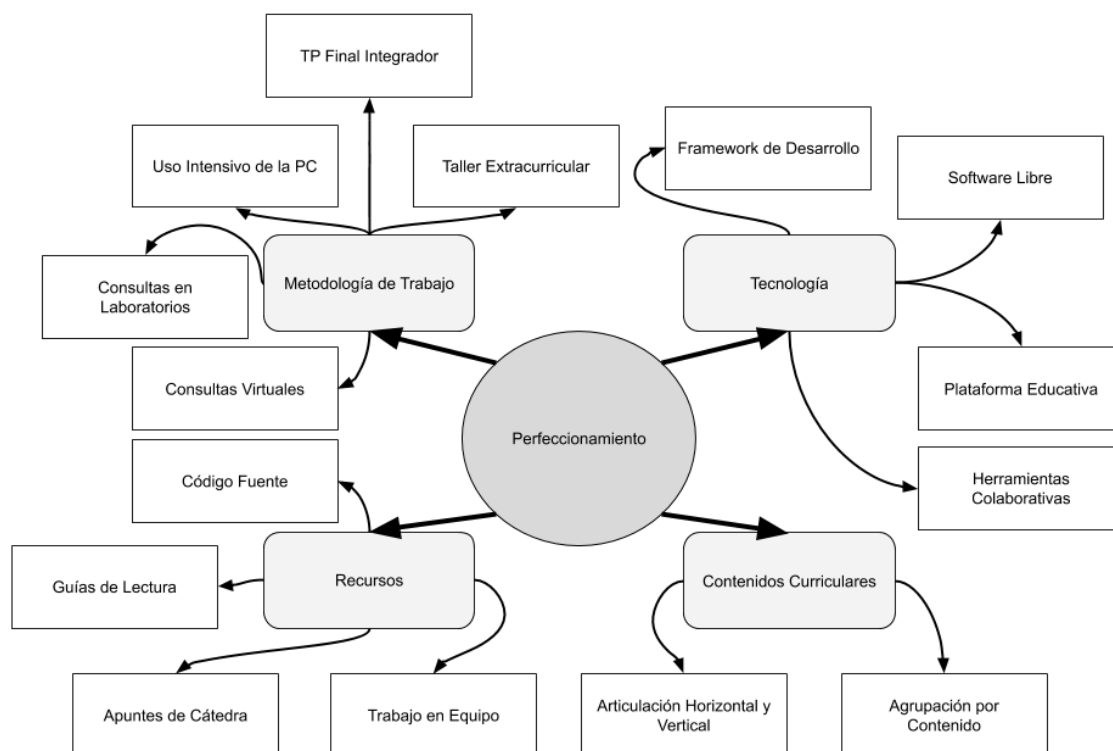 TP Final Integrador
Uso Intensivo de la PC
Taller Extracurricular
Framework de Desarrollo
Software Libre
Consultas en
Laboratorios
Metodología de Trabajo
Tecnología
Consultas Virtuales
Plataforma Educativa
Perfeccionamiento
Código Fuente
Herramientas
Colaborativas
Guías de Lectura
Recursos
Contenidos Curriculares
Apuntes de Cátedra
Trabajo en Equipo
Articulación Horizontal y
Vertical
Agrupación por
Contenido